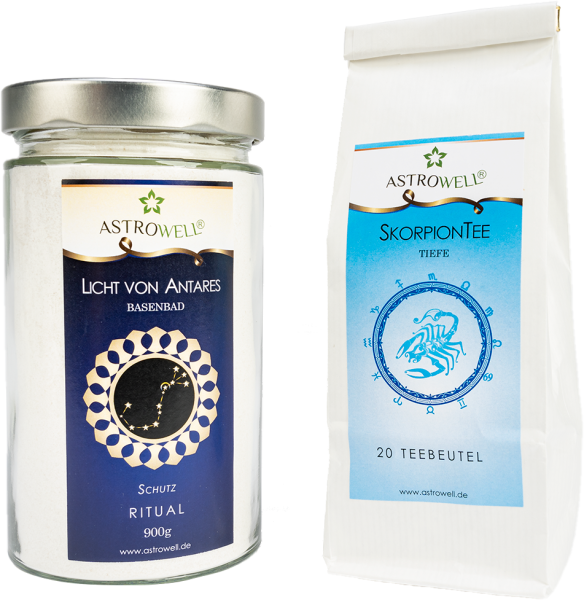 ASTROWELL®
LICHT VON ANTARES
BASENBAD
SCHUTZ
RITUAL
900g
www.astrowell.de
ASTROWELL®
SKORPIONTEE
TIEFE
♈ ♉ ♊ ♋ ♌ ♍ ♎ ♏ ♐ ♑ ♒ ♓
20 TEEBEUTEL
www.astrowell.de